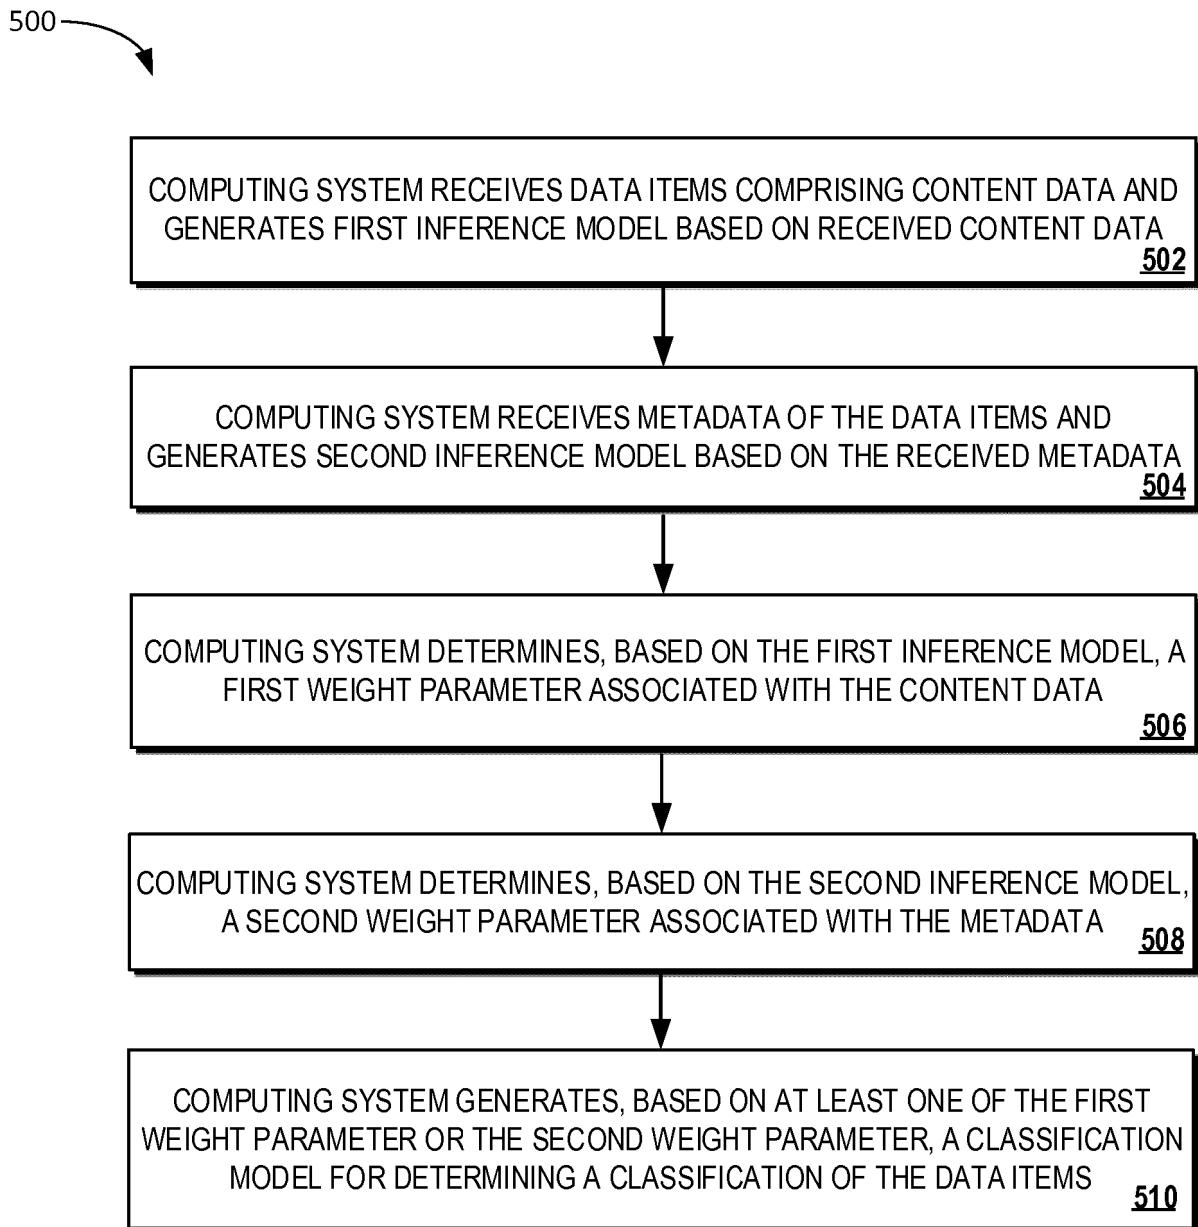 500
COMPUTING SYSTEM RECEIVES DATA ITEMS COMPRISING CONTENT DATA AND
GENERATES FIRST INFERENCE MODEL BASED ON RECEIVED CONTENT DATA
502
COMPUTING SYSTEM RECEIVES METADATA OF THE DATA ITEMS AND
GENERATES SECOND INFERENCE MODEL BASED ON THE RECEIVED METADATA
504
COMPUTING SYSTEM DETERMINES, BASED ON THE FIRST INFERENCE MODEL, A
FIRST WEIGHT PARAMETER ASSOCIATED WITH THE CONTENT DATA
506
COMPUTING SYSTEM DETERMINES, BASED ON THE SECOND INFERENCE MODEL,
A SECOND WEIGHT PARAMETER ASSOCIATED WITH THE METADATA
508
COMPUTING SYSTEM GENERATES, BASED ON AT LEAST ONE OF THE FIRST
WEIGHT PARAMETER OR THE SECOND WEIGHT PARAMETER, A CLASSIFICATION
MODEL FOR DETERMINING A CLASSIFICATION OF THE DATA ITEMS
510